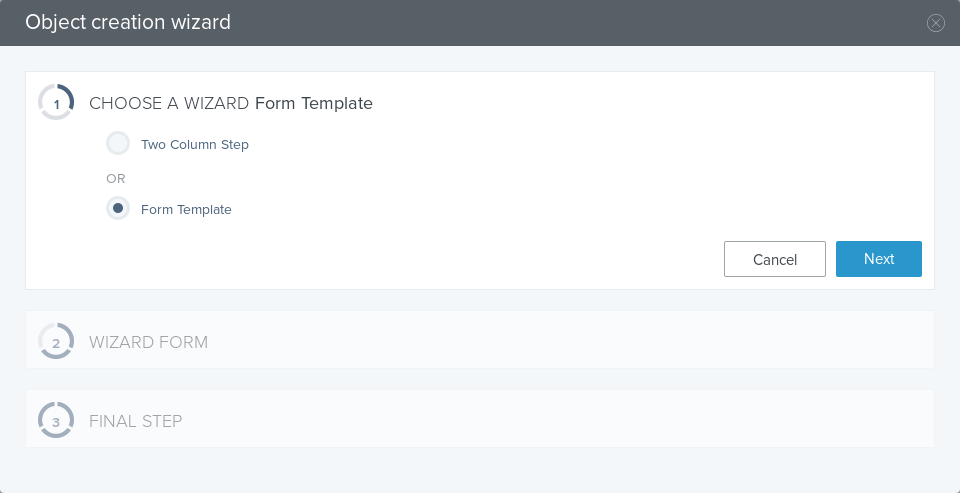 Object creation wizard
1
CHOOSE A WIZARD Form Template
Two Column Step
OR
Form Template
Cancel
Next
2
WIZARD FORM
3
FINAL STEP